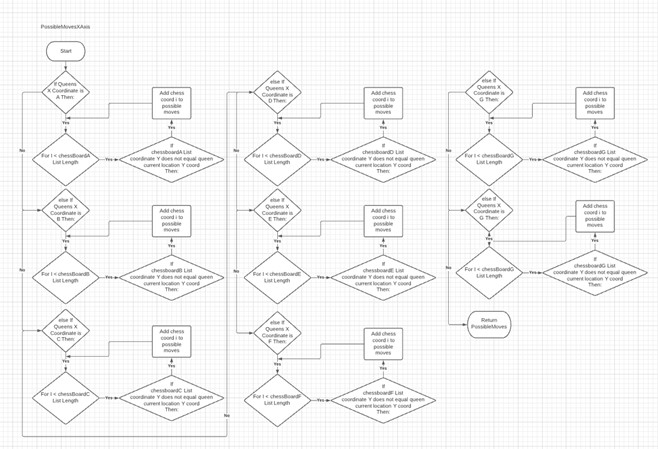 PossibleMovesXAxis
Start
If Queens
X Coordinate is
A Then:
Add chess
coord i to
possible
moves
Yes
Yes
No
For I < chessBoardA
List Length
Yes
If
chessboardA List
coordinate Y does not equal queen
current location Y coord
Then:
else If
Queens X
Coordinate is
B Then:
Add chess
coord i to
possible
moves
Yes
Yes
No
For I < chessBoardB
List Length
Yes
If
chessboardB List
coordinate Y does not equal queen
current location Y coord
Then:
else If
Queens X
Coordinate is
C Then:
Add chess
coord i to
possible
moves
Yes
Yes
For I < chessBoardC
List Length
Yes
If
chessboardC List
coordinate Y does not equal queen
current location Y coord
Then:
No
else If
Queens X
Coordinate is
D Then:
Add chess
coord i to
possible
moves
Yes
Yes
No
For I < chessBoardD
List Length
Yes
If
chessboardD List
coordinate Y does not equal queen
current location Y coord
Then:
else If
Queens X
Coordinate is
E Then:
Add chess
coord i to
possible
moves
Yes
Yes
No
For I < chessBoardE
List Length
Yes
If
chessboardE List
coordinate Y does not equal queen
current location Y coord
Then:
else If
Queens X
Coordinate is
F Then:
Add chess
coord i to
possible
moves
Yes
Yes
For I < chessBoardF
List Length
Yes
If
chessboardF List
coordinate Y does not equal queen
current location Y coord
Then:
else If
Queens X
Coordinate is
G Then:
Add chess
coord i to
possible
moves
Yes
Yes
No
For I < chessBoardG
List Length
Yes
If
chessboardG List
coordinate Y does not equal queen
current location Y coord
Then:
else If
Queens X
Coordinate is
G Then:
Add chess
coord i to
possible
moves
Yes
Yes
No
For I < chessBoardG
List Length
Yes
If
chessboardG List
coordinate Y does not equal queen
current location Y coord
Then:
Return
PossibleMoves